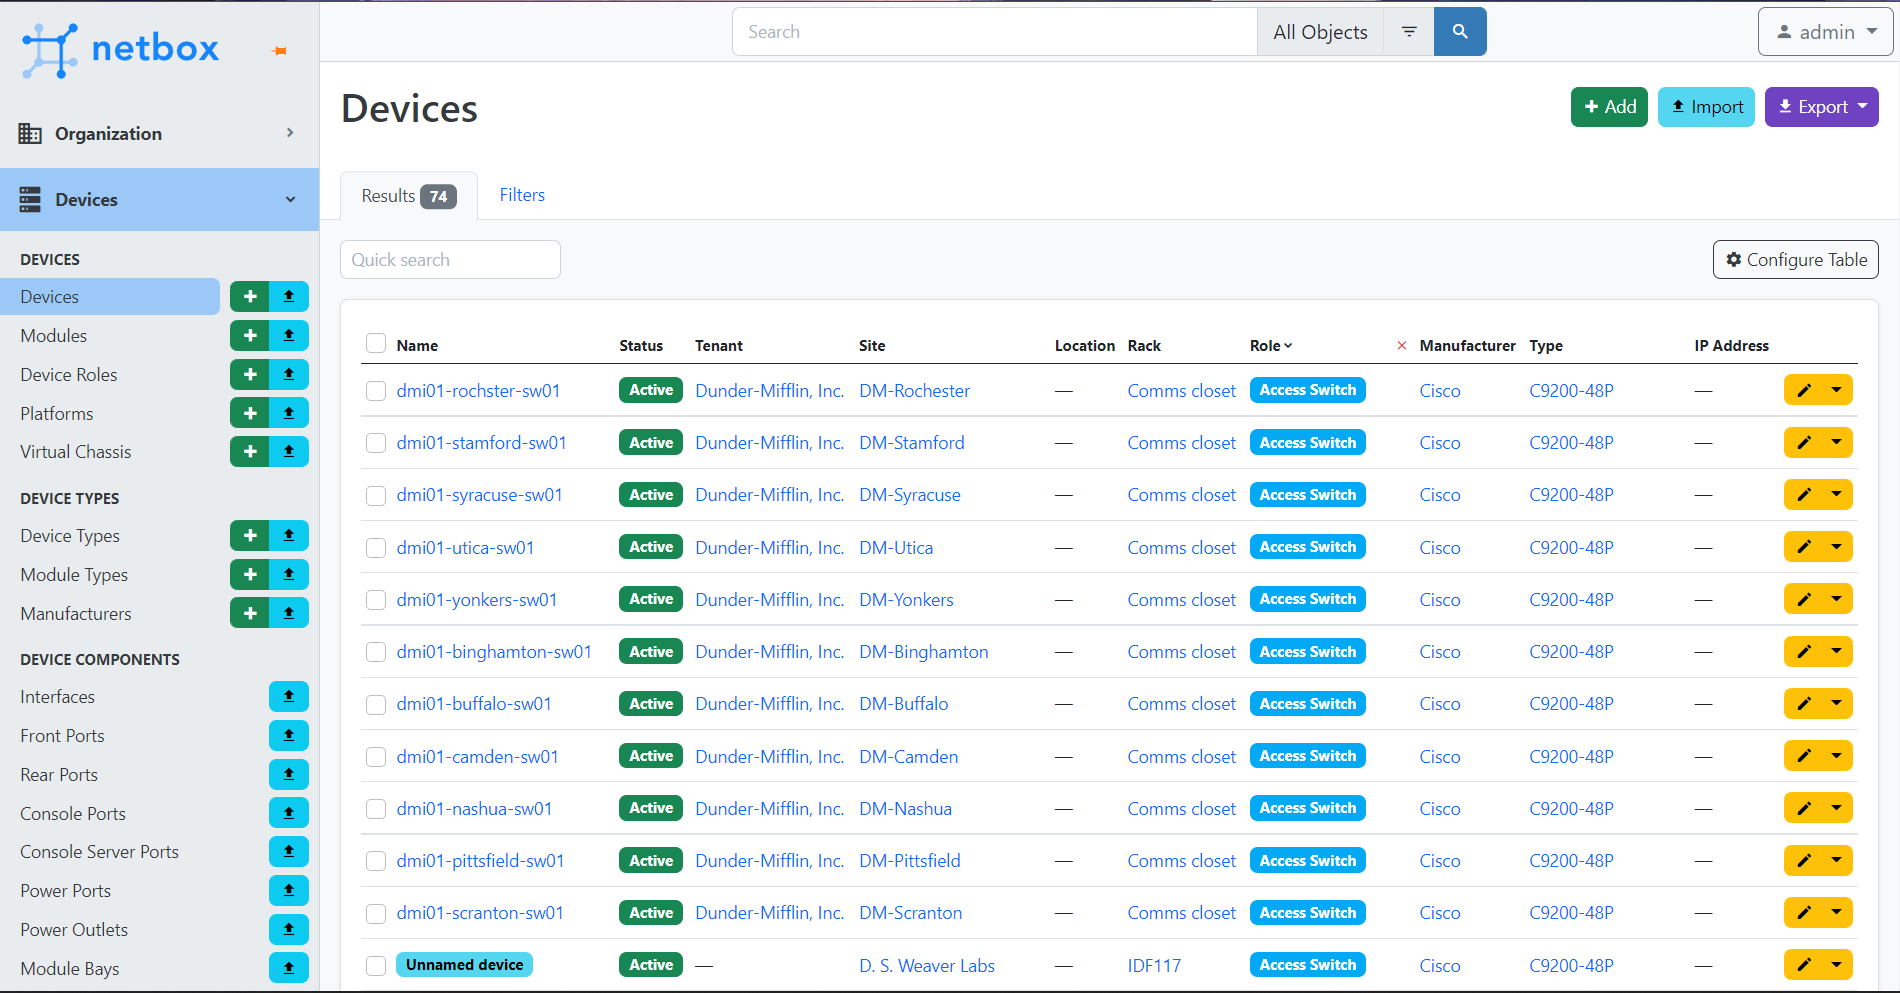 netbox
Search
All Objects
admin
Organization
Devices
DEVICES
Devices
Modules
Device Roles
Platforms
Virtual Chassis
DEVICE TYPES
Device Types
Module Types
Manufacturers
DEVICE COMPONENTS
Interfaces
Front Ports
Rear Ports
Console Ports
Console Server Ports
Power Ports
Power Outlets
Module Bays
Devices
Add Import Export
Results 74 Filters
Quick search
Configure Table
Name Status Tenant Site Location Rack Role Manufacturer Type IP Address
dmi01-rochster-sw01 Active Dunder-Mifflin, Inc. DM-Rochester — Comms closet Access Switch Cisco C9200-48P —
dmi01-stamford-sw01 Active Dunder-Mifflin, Inc. DM-Stamford — Comms closet Access Switch Cisco C9200-48P —
dmi01-syracuse-sw01 Active Dunder-Mifflin, Inc. DM-Syracuse — Comms closet Access Switch Cisco C9200-48P —
dmi01-utica-sw01 Active Dunder-Mifflin, Inc. DM-Utica — Comms closet Access Switch Cisco C9200-48P —
dmi01-yonkers-sw01 Active Dunder-Mifflin, Inc. DM-Yonkers — Comms closet Access Switch Cisco C9200-48P —
dmi01-binghamton-sw01 Active Dunder-Mifflin, Inc. DM-Binghamton — Comms closet Access Switch Cisco C9200-48P —
dmi01-buffalo-sw01 Active Dunder-Mifflin, Inc. DM-Buffalo — Comms closet Access Switch Cisco C9200-48P —
dmi01-camden-sw01 Active Dunder-Mifflin, Inc. DM-Camden — Comms closet Access Switch Cisco C9200-48P —
dmi01-nashua-sw01 Active Dunder-Mifflin, Inc. DM-Nashua — Comms closet Access Switch Cisco C9200-48P —
dmi01-pittsfield-sw01 Active Dunder-Mifflin, Inc. DM-Pittsfield — Comms closet Access Switch Cisco C9200-48P —
dmi01-scranton-sw01 Active Dunder-Mifflin, Inc. DM-Scranton — Comms closet Access Switch Cisco C9200-48P —
Unnamed device Active — D. S. Weaver Labs — IDF117 Access Switch Cisco C9200-48P —